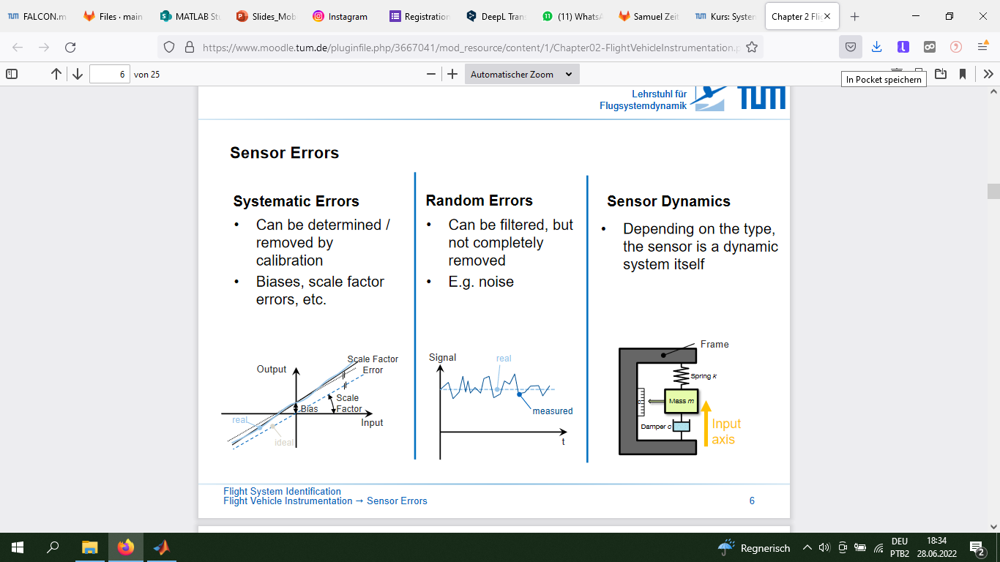 FALCON.m
Files · main
MATLAB Stu
Slides_Mob
Instagram
Registration
DeepL Tran
(11) WhatsA
Samuel Zeit
Kurs: System
Chapter 2 Flig
https://www.moodle.tum.de/pluginfile.php/3667041/mod_resource/content/1/Chapter02-FlightVehicleInstrumentation.p
6 von 25
Automatischer Zoom
In Pocket speichern
Lehrstuhl für
Flugsystemdynamik
TUM
Sensor Errors
Systematic Errors
• Can be determined /
removed by
calibration
• Biases, scale factor
errors, etc.
Random Errors
• Can be filtered, but
not completely
removed
• E.g. noise
Sensor Dynamics
• Depending on the type,
the sensor is a dynamic
system itself
Output
Scale Factor
Error
Scale
Factor
Bias
Input
real
ideal
Signal
real
measured
t
Frame
Spring k
Mass m
0
Damper c
Input
axis
Flight System Identification
Flight Vehicle Instrumentation → Sensor Errors
6
Regnerisch
DEU
PTB2
18:34
28.06.2022
2